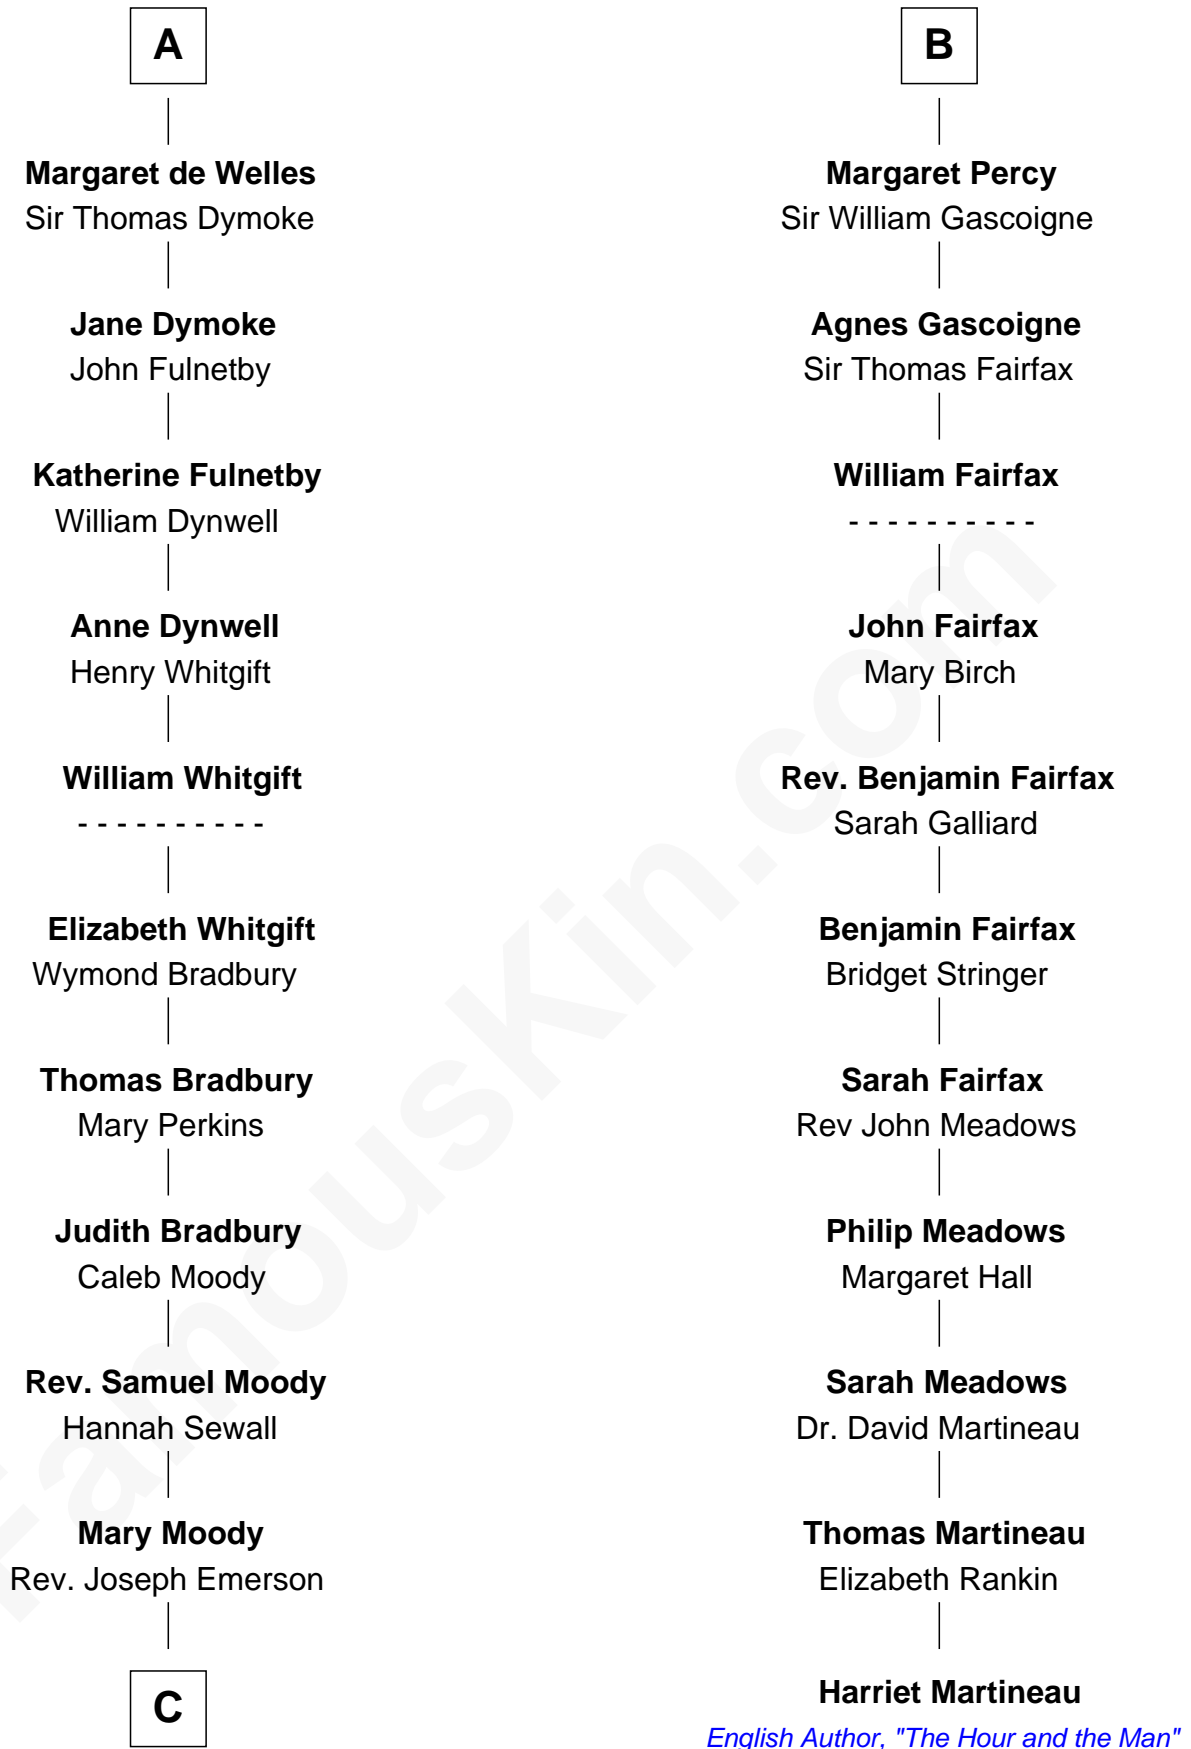 A
Margaret de Welles
Sir Thomas Dymoke
Jane Dymoke
John Fulnetby
Katherine Fulnetby
William Dynwell
Anne Dynwell
Henry Whitgift
William Whitgift
- - - - - - - - - -
Elizabeth Whitgift
Wymond Bradbury
Thomas Bradbury
Mary Perkins
Judith Bradbury
Caleb Moody
Rev. Samuel Moody
Hannah Sewall
Mary Moody
Rev. Joseph Emerson
C
B
Margaret Percy
Sir William Gascoigne
Agnes Gascoigne
Sir Thomas Fairfax
William Fairfax
- - - - - - - - - -
John Fairfax
Mary Birch
Rev. Benjamin Fairfax
Sarah Galliard
Benjamin Fairfax
Bridget Stringer
Sarah Fairfax
Rev John Meadows
Philip Meadows
Margaret Hall
Sarah Meadows
Dr. David Martineau
Thomas Martineau
Elizabeth Rankin
Harriet Martineau
English Author, "The Hour and the Man"
FamousKin.com